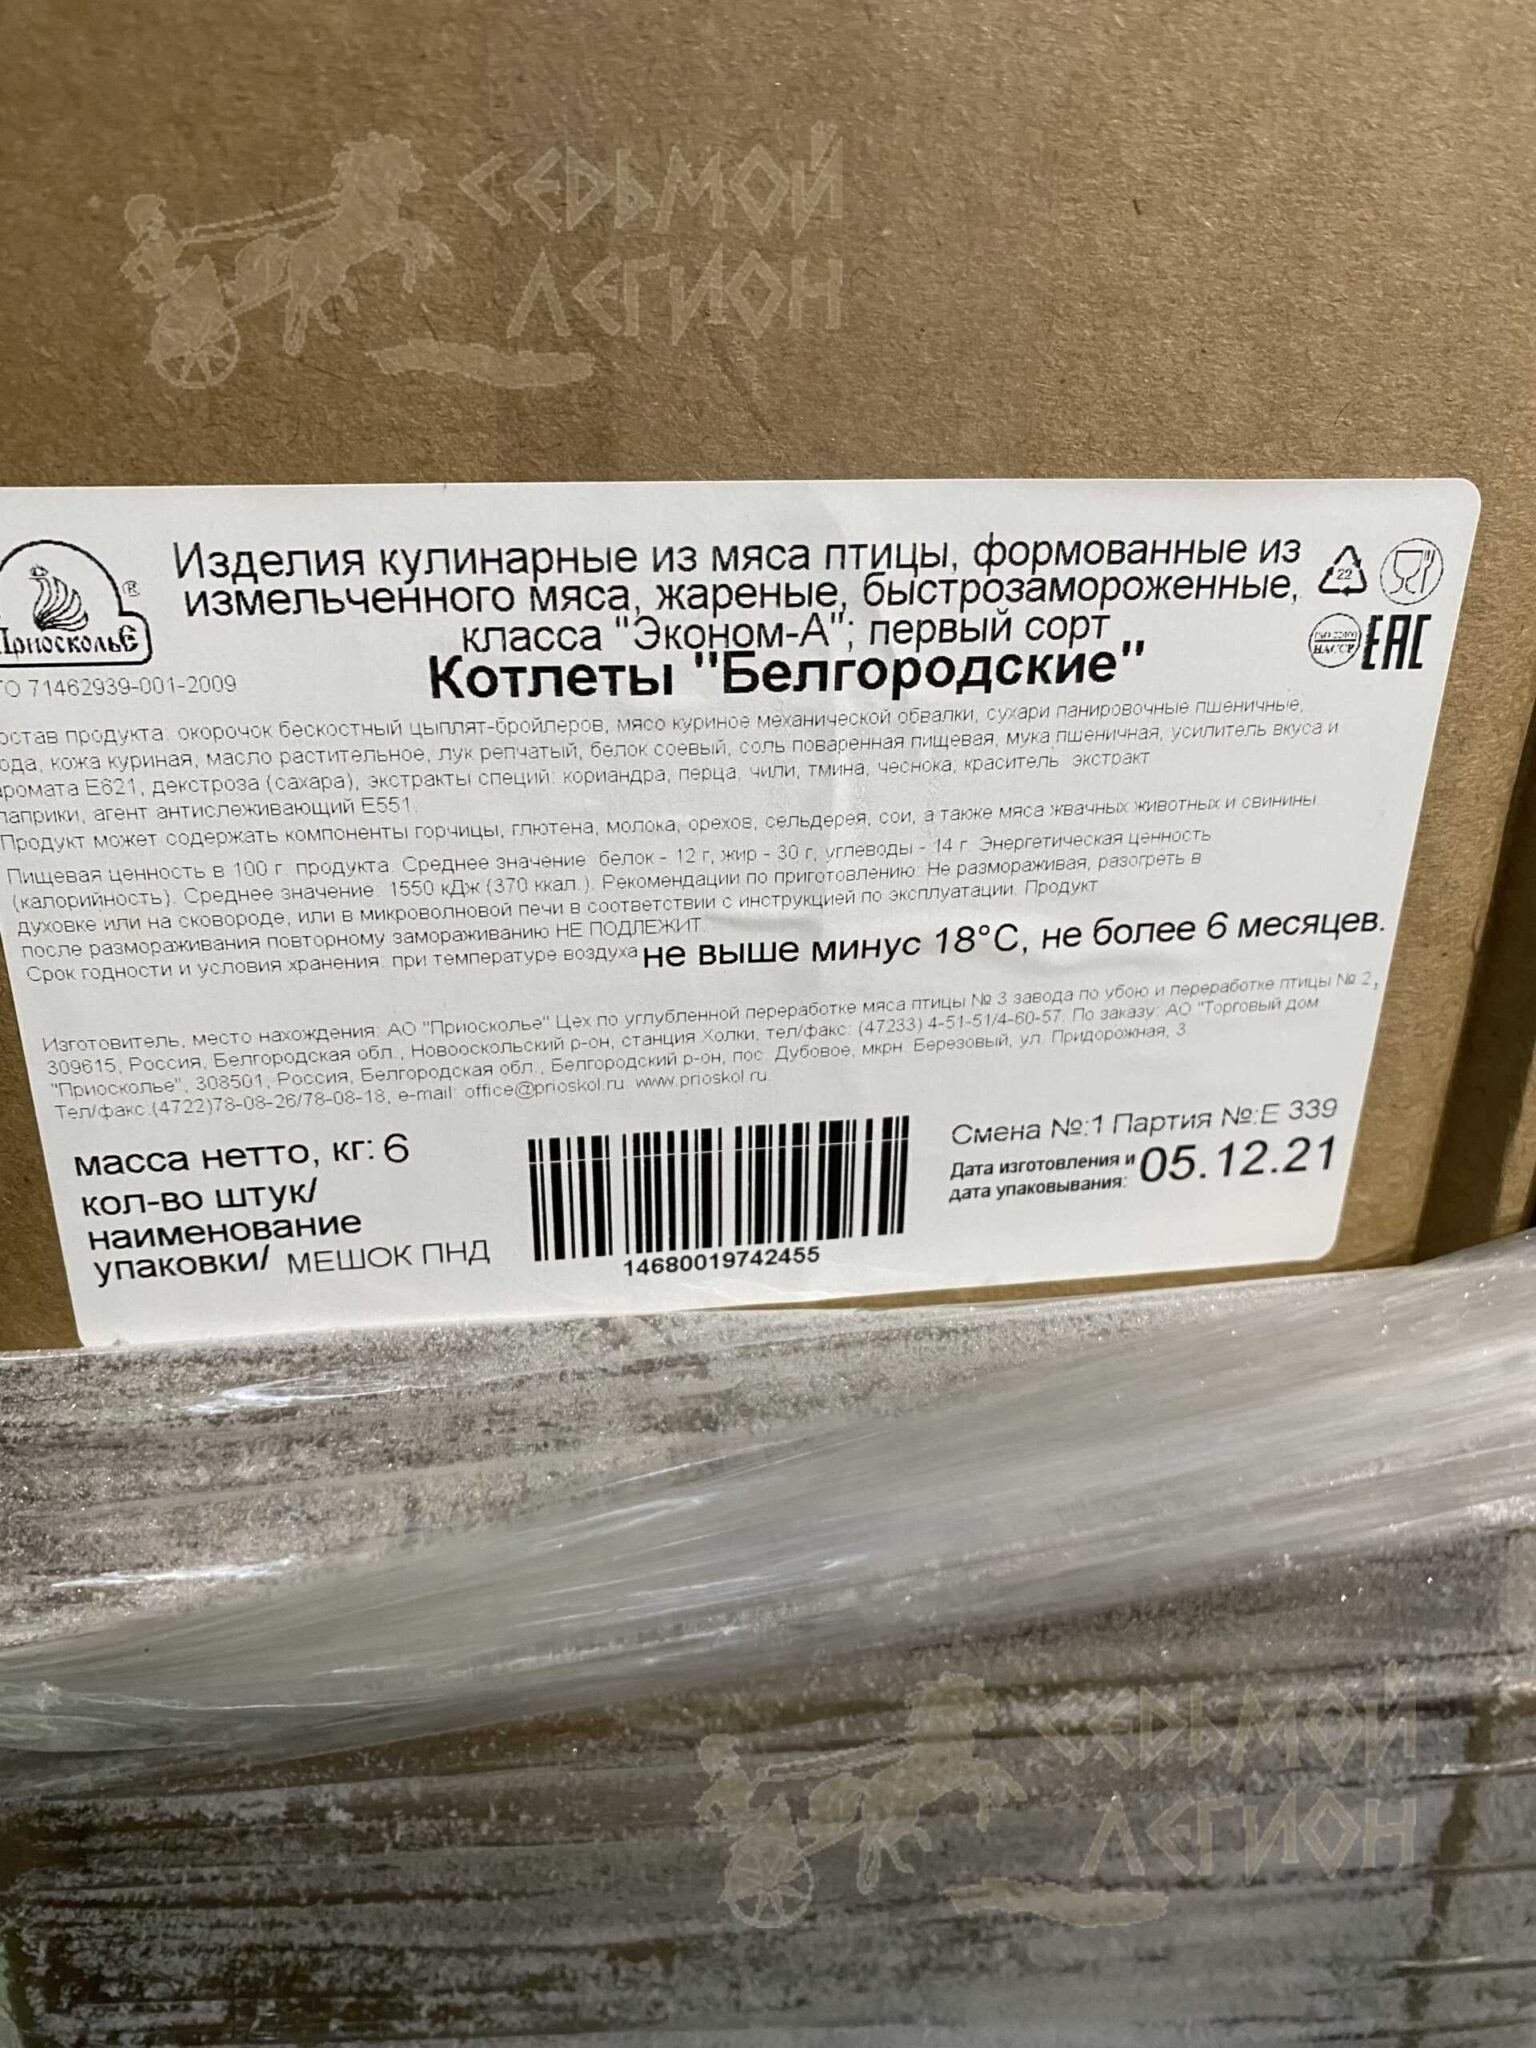 СЕДЬМОЙ
ЛЕГИОН
Изделия кулинарные из мяса птицы, формованные из
измельченного мяса, жареные, быстрозамороженные,
класса "Эконом-А"; первый сорт
Котлеты "Белгородские"
22
ПриоскольЕ ®
ISO 22000
HACCP
EAC
ТО 71462939-001-2009
остав продукта: окорочок бескостный цыплят-бройлеров, мясо куриное механической обвалки, сухари панировочные пшеничные,
ода, кожа куриная, масло растительное, лук репчатый, белок соевый, соль поваренная пищевая, мука пшеничная, усилитель вкуса и
аромата Е621, декстроза (сахара), экстракты специй: кориандра, перца, чили, тмина, чеснока, краситель экстракт
паприки, агент антислеживающий Е551.
Продукт может содержать компоненты горчицы, глютена, молока, орехов, сельдерея, сои, а также мяса жвачных животных и свинины
Пищевая ценность в 100 г. продукта. Среднее значение: белок - 12 г, жир - 30 г, углеводы - 14 г. Энергетическая ценность
(калорийность). Среднее значение: 1550 кДж (370 ккал.). Рекомендации по приготовлению: Не размораживая, разогреть в
духовке или на сковороде, или в микроволновой печи в соответствии с инструкцией по эксплуатации. Продукт
после размораживания повторному замораживанию НЕ ПОДЛЕЖИТ.
Срок годности и условия хранения: при температуре воздуха не выше минус 18°С, не более 6 месяцев.
Изготовитель, место нахождения: АО "Приосколье" Цех по углубленной переработке мяса птицы № 3 завода по убою и переработке птицы № 2,
309615, Россия, Белгородская обл., Новооскольский р-он, станция Холки, тел/факс: (47233) 4-51-51/4-60-57. По заказу: АО "Торговый дом
"Приосколье", 308501, Россия, Белгородская обл., Белгородский р-он, пос. Дубовое, мкрн. Березовый, ул. Придорожная, 3
Тел/факс:(4722)78-08-26/78-08-18, e-mail: office@prioskol.ru. www.prioskol.ru.
масса нетто, кг: 6
кол-во штук/
наименование
упаковки/ МЕШОК ПНД
14680019742455
Смена №:1 Партия №:Е 339
Дата изготовления и
дата упаковывания: 05.12.21
СЕДЬМОЙ
ЛЕГИОН